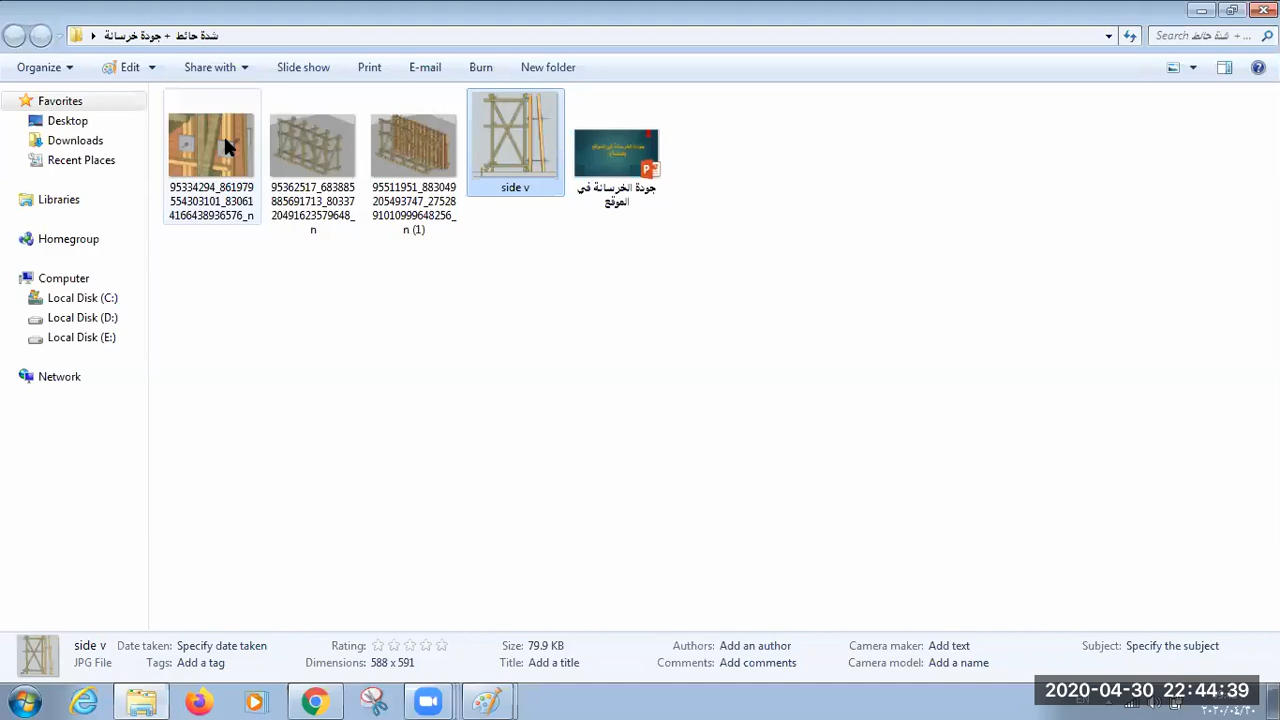 شدة حائط + جودة خرسانة
Search شدة حائط + ...
Organize
Edit
Share with
Slide show
Print
E-mail
Burn
New folder
Favorites
Desktop
Downloads
Recent Places
Libraries
Homegroup
Computer
Local Disk (C:)
Local Disk (D:)
Local Disk (E:)
Network
95334294_861979
554303101_83061
4166438936576_n
95362517_683885
885691713_80337
20491623579648_
n
95511951_883049
205493747_27528
91010999648256_
n (1)
side v
جودة الخرسانة في
الموقع
side v
JPG File
Date taken: Specify date taken
Tags: Add a tag
Rating:
Dimensions: 588 x 591
Size: 79.9 KB
Title: Add a title
Authors: Add an author
Comments: Add comments
Camera maker: Add text
Camera model: Add a name
Subject: Specify the subject
2020-04-30 22:44:39